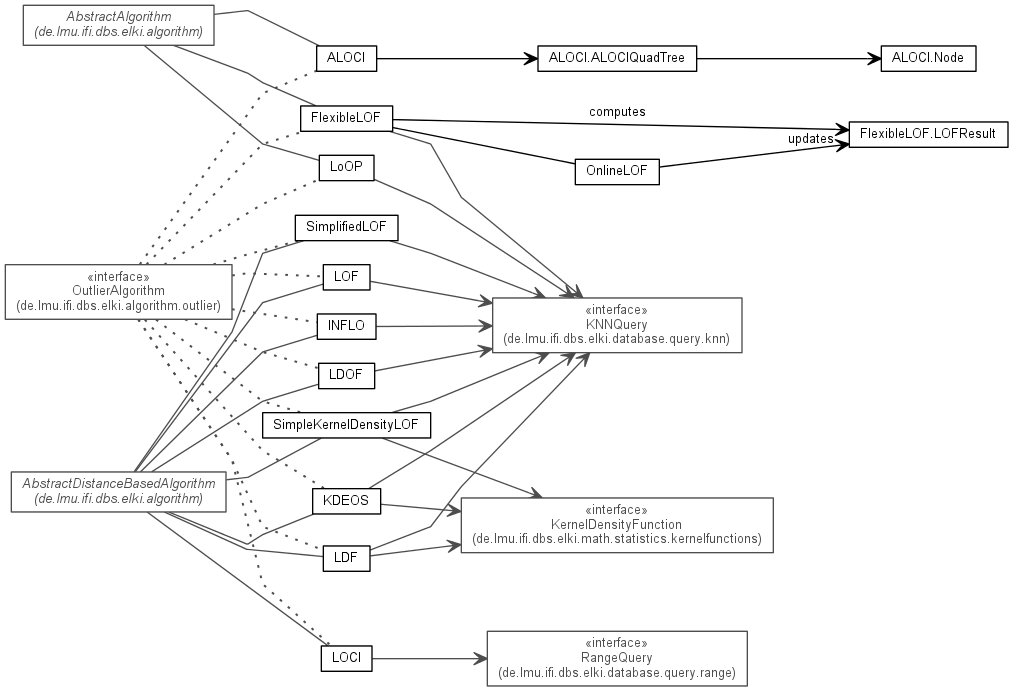 AbstractAlgorithm
(de.lmu.ifi.dbs.elki.algorithm)
ALOCI
ALOCI.ALOCIQuadTree
ALOCI.Node
FlexibleLOF
computes
FlexibleLOF.LOFResult
updates
OnlineLOF
LoOP
SimplifiedLOF
«interface»
OutlierAlgorithm
(de.lmu.ifi.dbs.elki.algorithm.outlier)
LOF
INFLO
«interface»
KNNQuery
(de.lmu.ifi.dbs.elki.database.query.knn)
LDOF
SimpleKernelDensityLOF
AbstractDistanceBasedAlgorithm
(de.lmu.ifi.dbs.elki.algorithm)
KDEOS
«interface»
KernelDensityFunction
(de.lmu.ifi.dbs.elki.math.statistics.kernelfunctions)
LDF
LOCI
«interface»
RangeQuery
(de.lmu.ifi.dbs.elki.database.query.range)